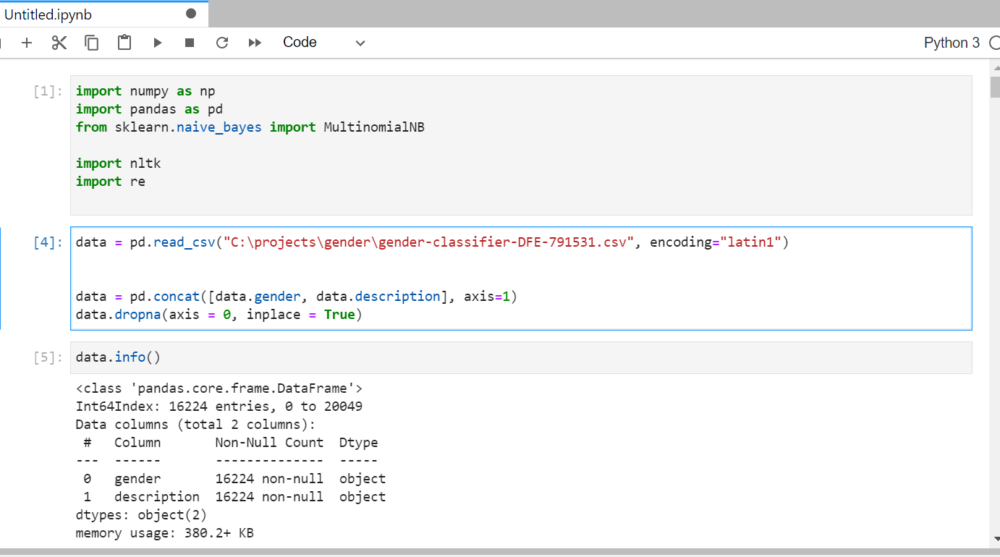 Untitled.ipynb
Code
Python 3
[1]:
import numpy as np
import pandas as pd
from sklearn.naive_bayes import MultinomialNB
import nltk
import re
[4]:
data = pd.read_csv("C:\projects\gender\gender-classifier-DFE-791531.csv", encoding="latin1")
data = pd.concat([data.gender, data.description], axis=1)
data.dropna(axis = 0, inplace = True)
[5]:
data.info()
<class 'pandas.core.frame.DataFrame'>
Int64Index: 16224 entries, 0 to 20049
Data columns (total 2 columns):
 #   Column       Non-Null Count  Dtype
---  ------       --------------  -----
 0   gender       16224 non-null  object
 1   description  16224 non-null  object
dtypes: object(2)
memory usage: 380.2+ KB